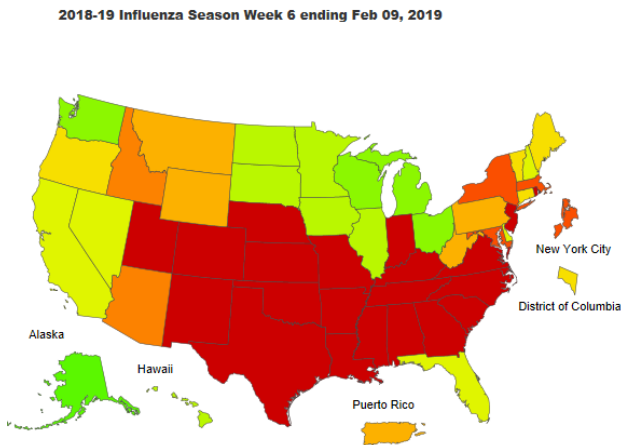 2018-19 Influenza Season Week 6 ending Feb 09, 2019
New York City
District of Columbia
Alaska
Hawaii
Puerto Rico